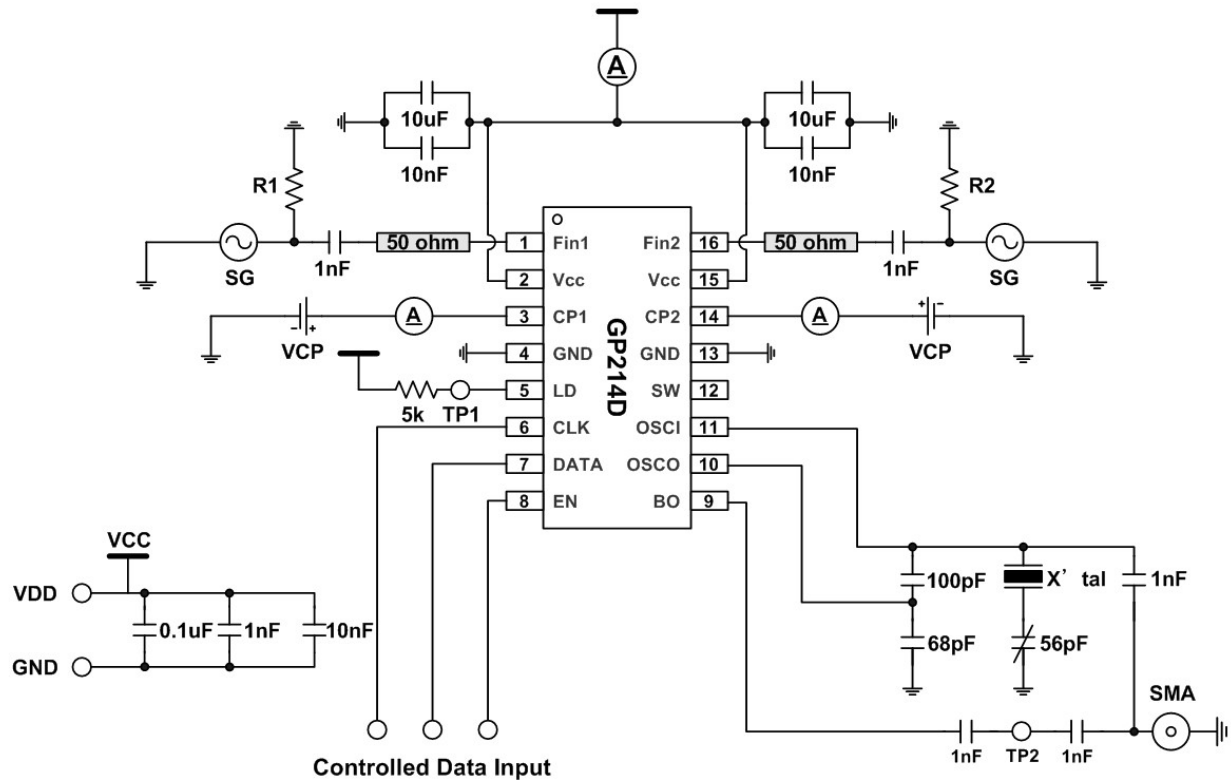 A
10uF
10nF
10uF
10nF
R1
R2
SG
1nF
50 ohm
50 ohm
1nF
SG
1 Fin1
Fin2 16
2 Vcc
Vcc 15
3 CP1
CP2 14
4 GND
GND 13
5 LD
SW 12
6 CLK
OSCI 11
7 DATA
OSCO 10
8 EN
BO 9
GP214D
- +
VCP
A
A
+ -
VCP
5k
TP1
VCC
VDD
GND
0.1uF
1nF
10nF
100pF
X' tal
1nF
68pF
56pF
SMA
1nF
TP2
1nF
Controlled Data Input